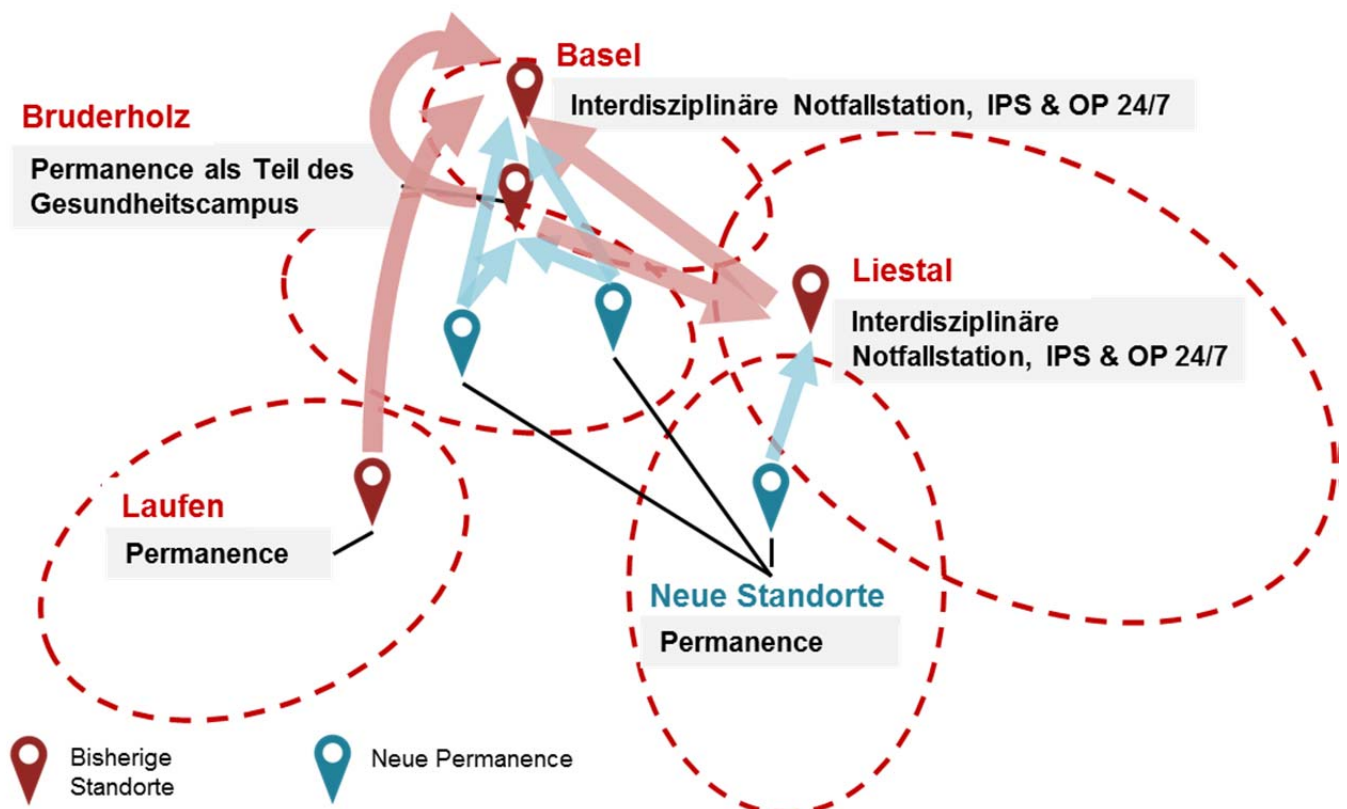 Basel
Interdisziplinäre Notfallstation, IPS & OP 24/7
Bruderholz
Permanence als Teil des
Gesundheitscampus
Liestal
Interdisziplinäre
Notfallstation, IPS & OP 24/7
Laufen
Permanence
Neue Standorte
Permanence
Bisherige
Standorte
Neue Permanence